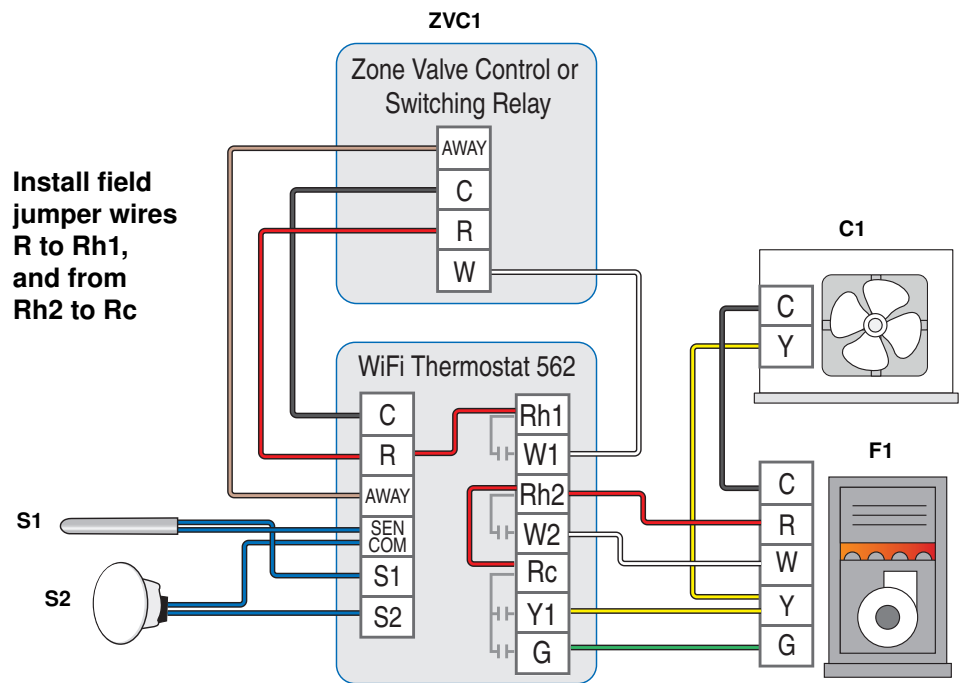 ZVC1
Zone Valve Control or
Switching Relay
AWAY
C
R
W
Install field
jumper wires
R to Rh1,
and from
Rh2 to Rc
C1
C
Y
WiFi Thermostat 562
C
R
AWAY
SEN
COM
S1
S2
Rh1
W1
Rh2
W2
Rc
Y1
G
S1
S2
F1
C
R
W
Y
G